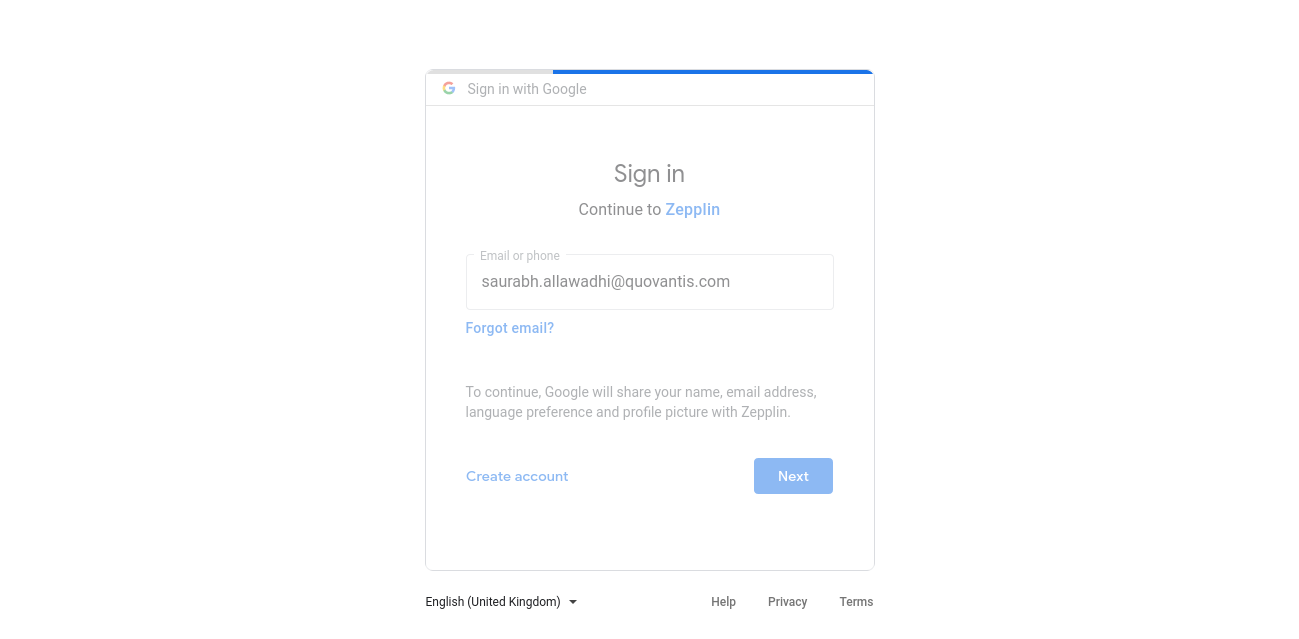 Sign in with Google
Sign in
Continue to Zepplin
Email or phone
saurabh.allawadhi@quovantis.com
Forgot email?
To continue, Google will share your name, email address,
language preference and profile picture with Zepplin.
Create account
Next
English (United Kingdom)
Help
Privacy
Terms